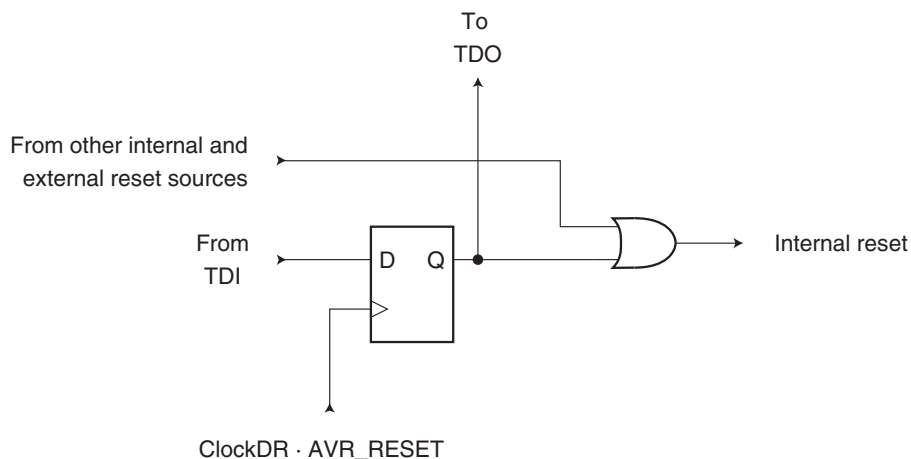 To
TDO
From other internal and
external reset sources
From
TDI
D
Q
Internal reset
ClockDR · AVR_RESET